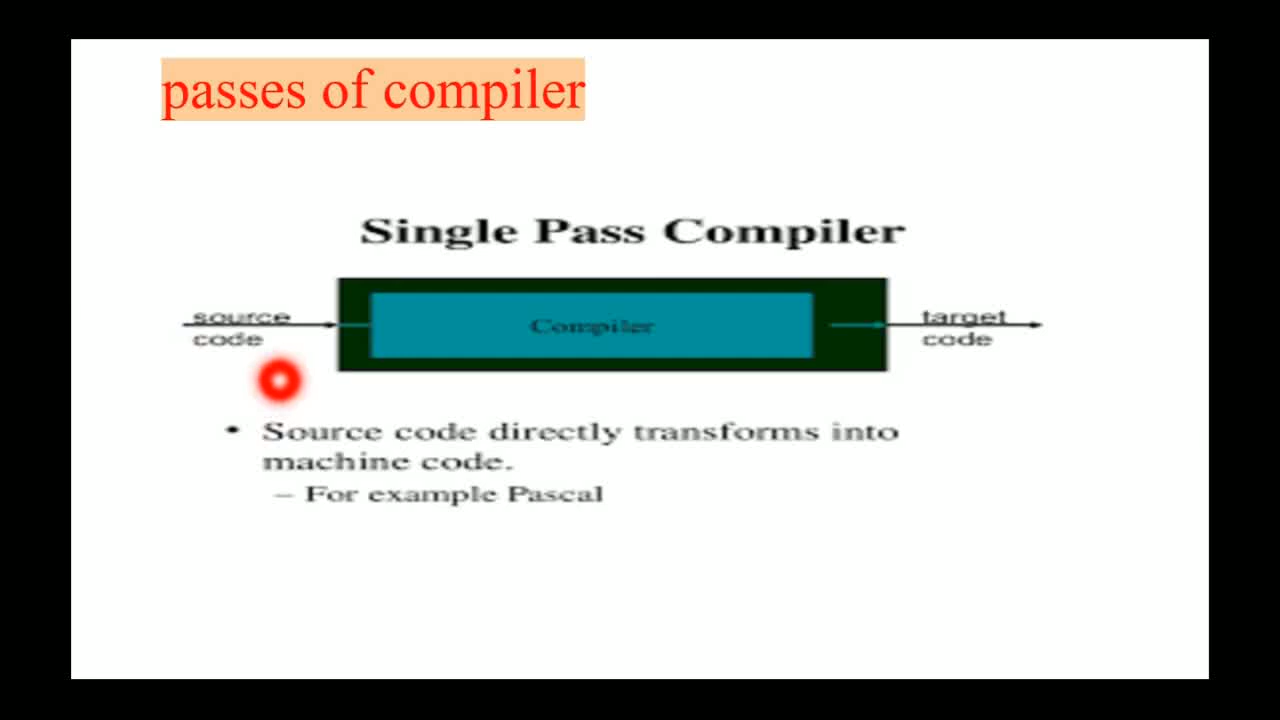 passes of compiler
Single Pass Compiler
source
code
Compiler
target
code
• Source code directly transforms into
machine code.
– For example Pascal